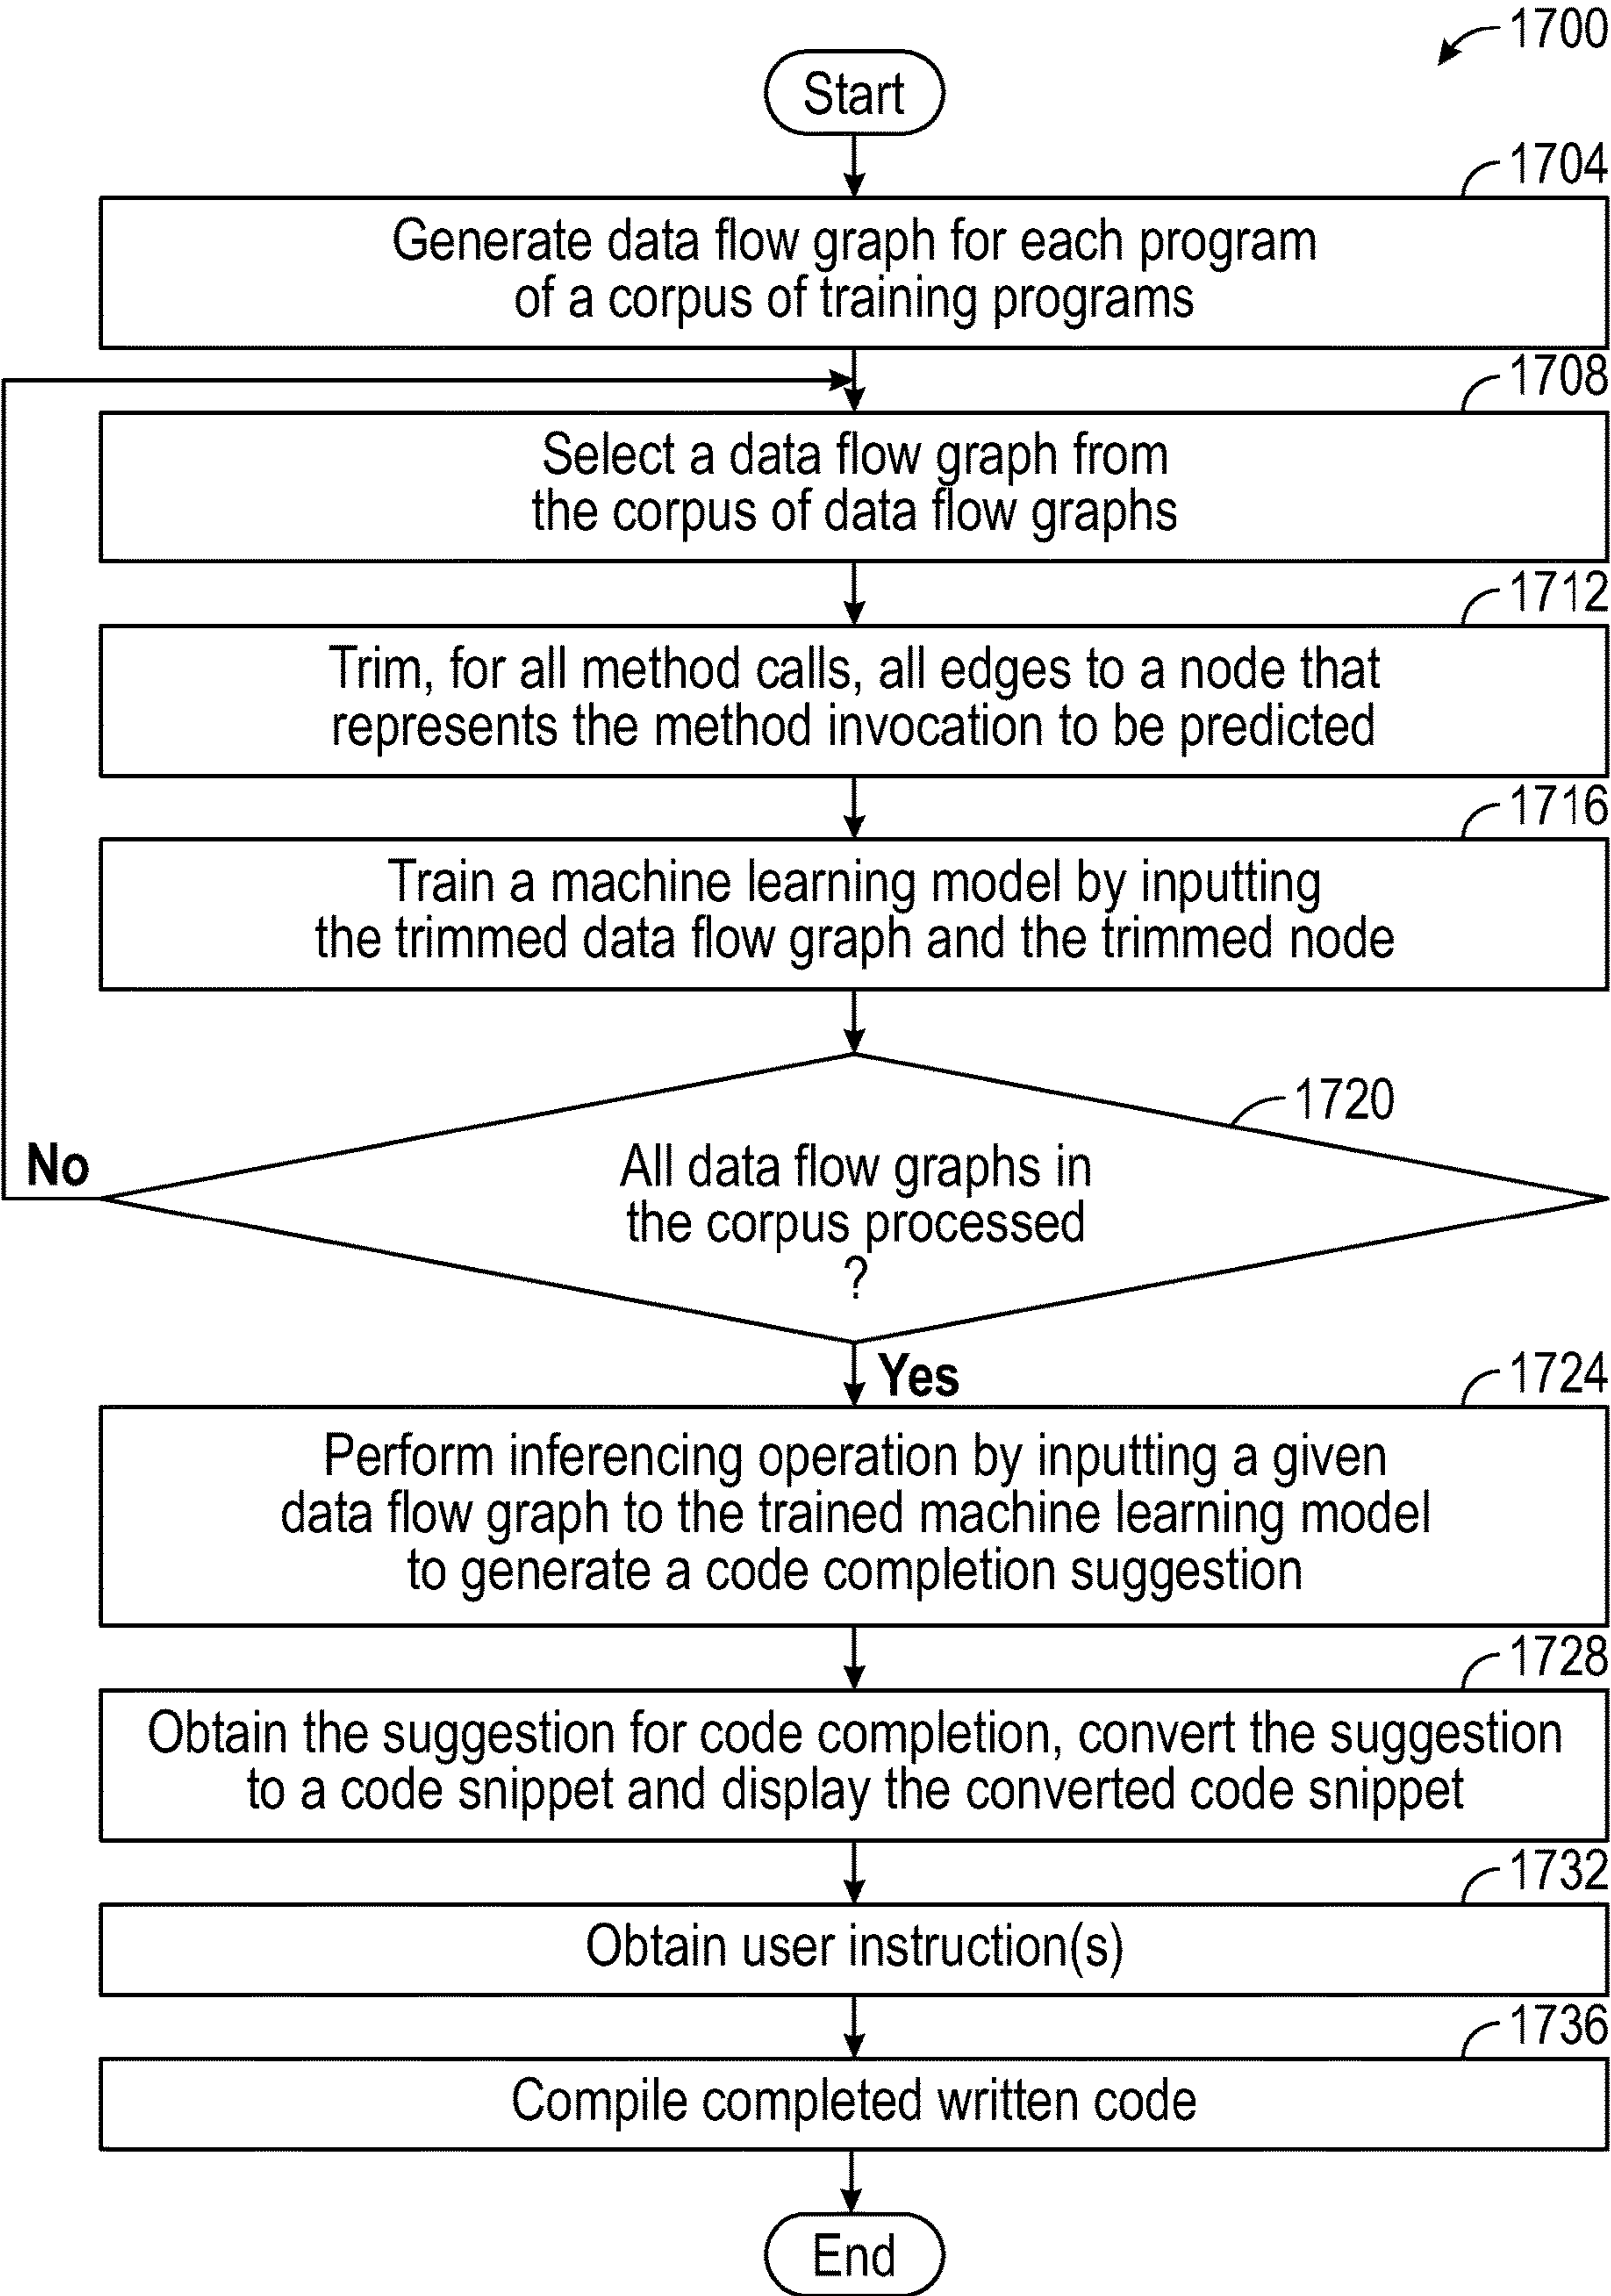 1700
Start
1704
Generate data flow graph for each program
of a corpus of training programs
1708
Select a data flow graph from
the corpus of data flow graphs
1712
Trim, for all method calls, all edges to a node that
represents the method invocation to be predicted
1716
Train a machine learning model by inputting
the trimmed data flow graph and the trimmed node
1720
No
All data flow graphs in
the corpus processed
?
Yes
1724
Perform inferencing operation by inputting a given
data flow graph to the trained machine learning model
to generate a code completion suggestion
1728
Obtain the suggestion for code completion, convert the suggestion
to a code snippet and display the converted code snippet
1732
Obtain user instruction(s)
1736
Compile completed written code
End